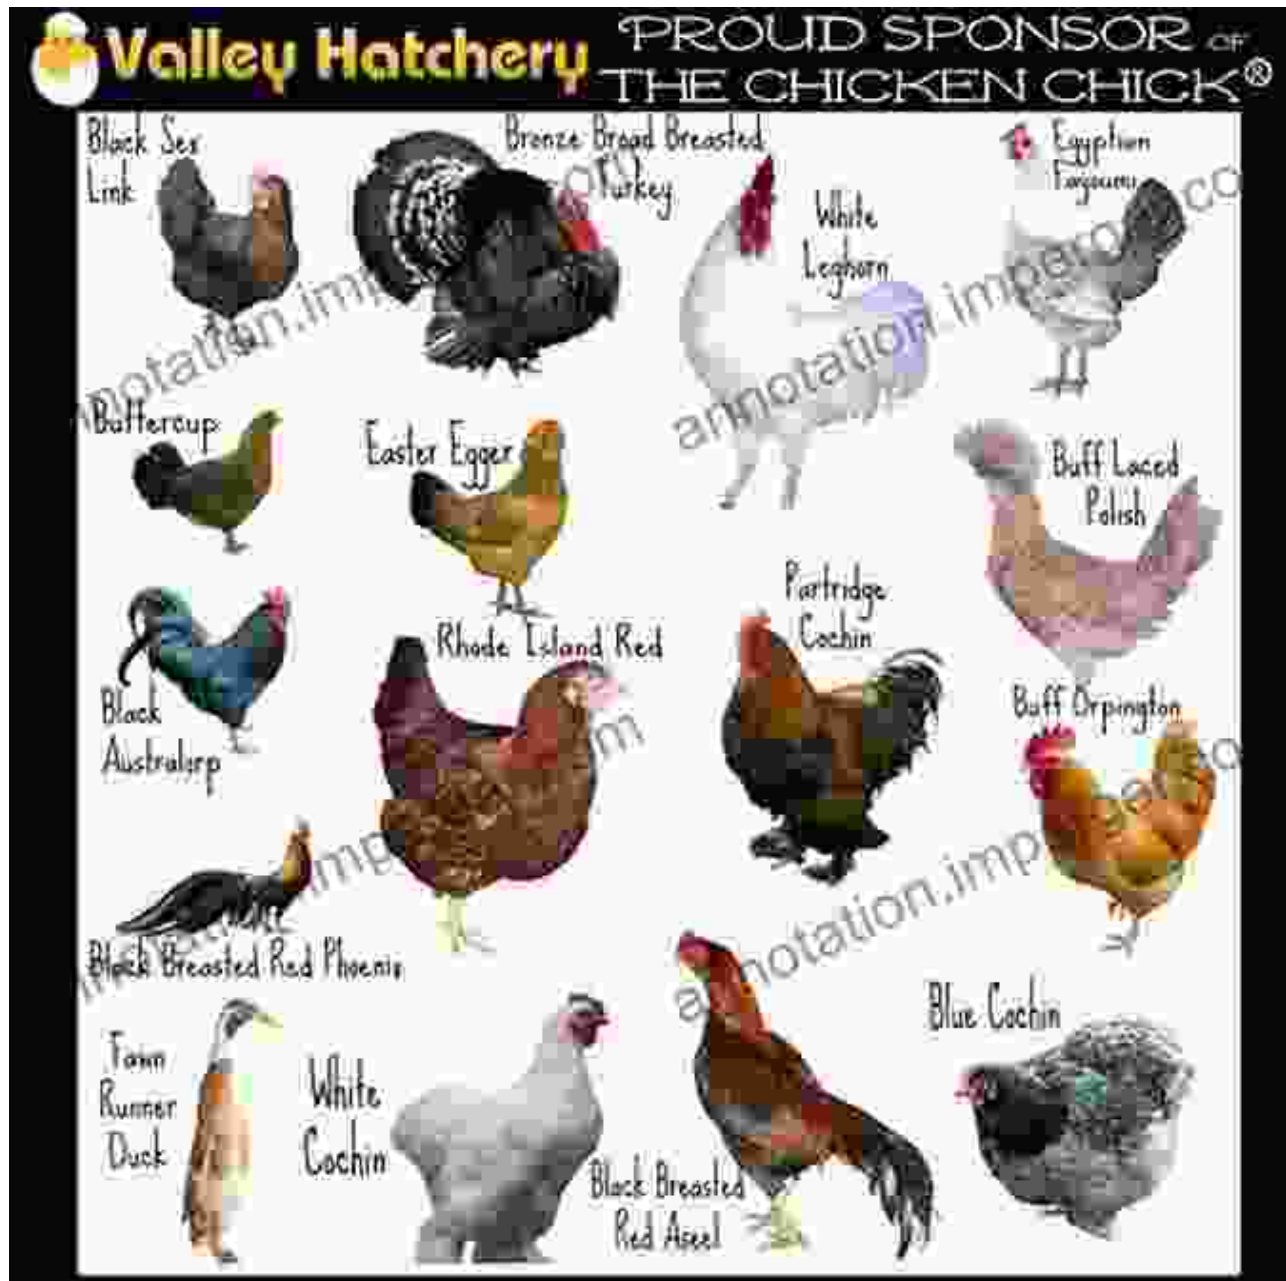 Valley Hatchery
PROUD SPONSOR OF
THE CHICKEN CHICK®
Black Sex
Link
Bronze Broad Breasted
Turkey
White
Leghorn
Egyptian
Fayoumi
Buttercup
Easter Egger
Buff Laced
Polish
Partridge
Cochin
Rhode Island Red
Black
Australorp
Buff Orpington
Black Breasted Red Phoenix
Fawn
Runner
Duck
White
Cochin
Black Breasted
Red Aseel
Blue Cochin